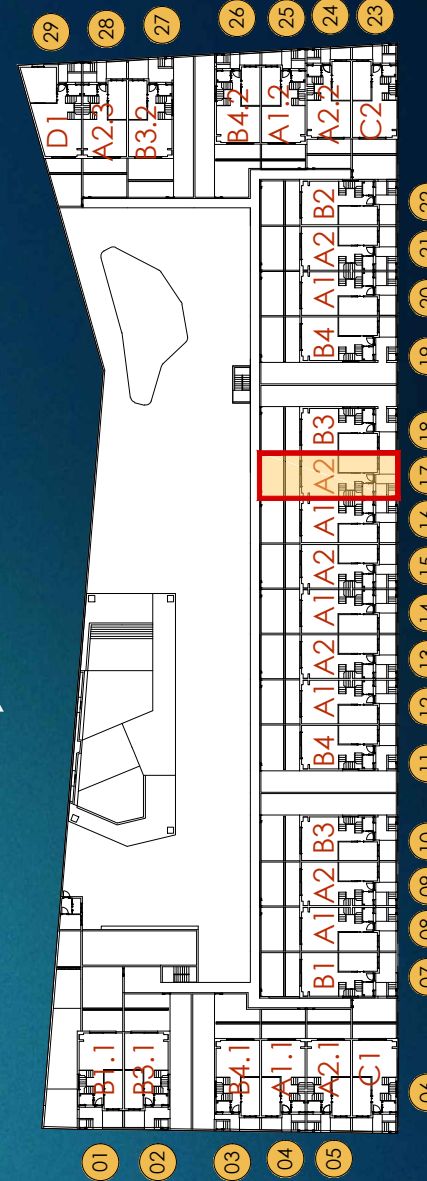 29
D1
28
A2.3
27
B3.2
26
B4.2
25
A1.2
24
A2.2
23
C2
B2
22
A2
21
A1
20
B4
19
B3
18
A2
17
A1
16
A2
15
A1
14
A2
13
A1
12
B4
11
B3
10
A2
09
A1
08
B1
07
01
B1.1
02
B3.1
03
B4.1
04
A1.1
05
A2.1
C1
06